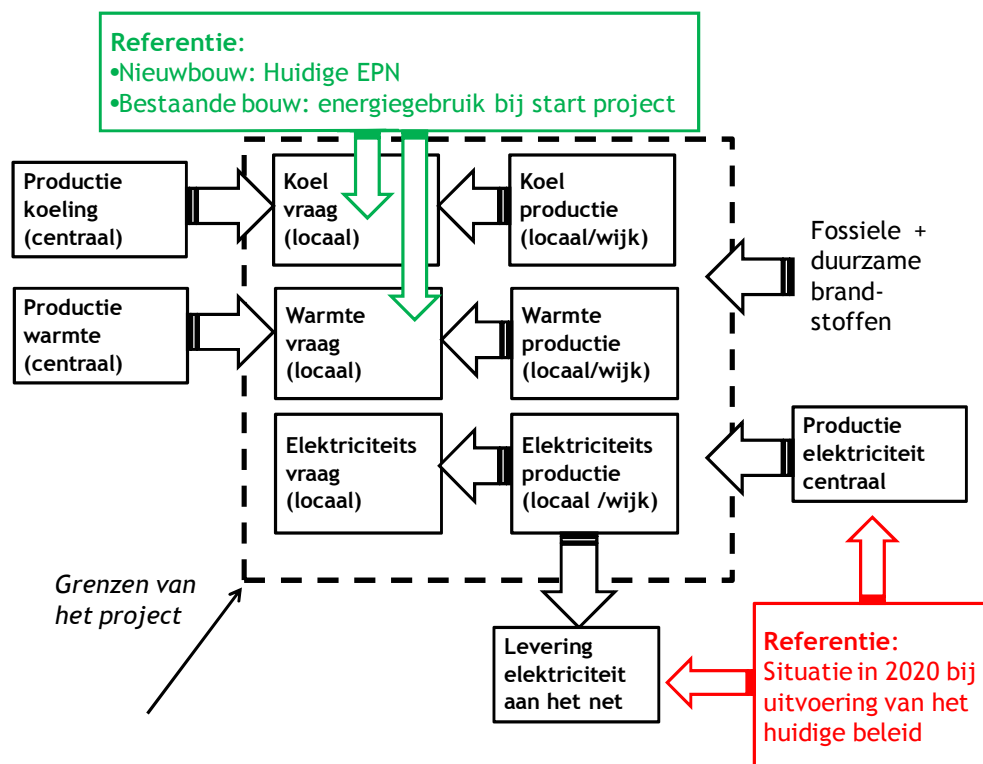 Referentie:
•Nieuwbouw: Huidige EPN
•Bestaande bouw: energiegebruik bij start project
Productie
koeling
(centraal)
Koel
vraag
(locaal)
Koel
productie
(locaal/wijk)
Fossiele +
duurzame
brand-
stoffen
Productie
warmte
(centraal)
Warmte
vraag
(locaal)
Warmte
productie
(locaal/wijk)
Elektriciteits
vraag
(locaal)
Elektriciteits
productie
(locaal /wijk)
Productie
elektriciteit
centraal
Grenzen van
het project
Levering
elektriciteit
aan het net
Referentie:
Situatie in 2020 bij
uitvoering van het
huidige beleid